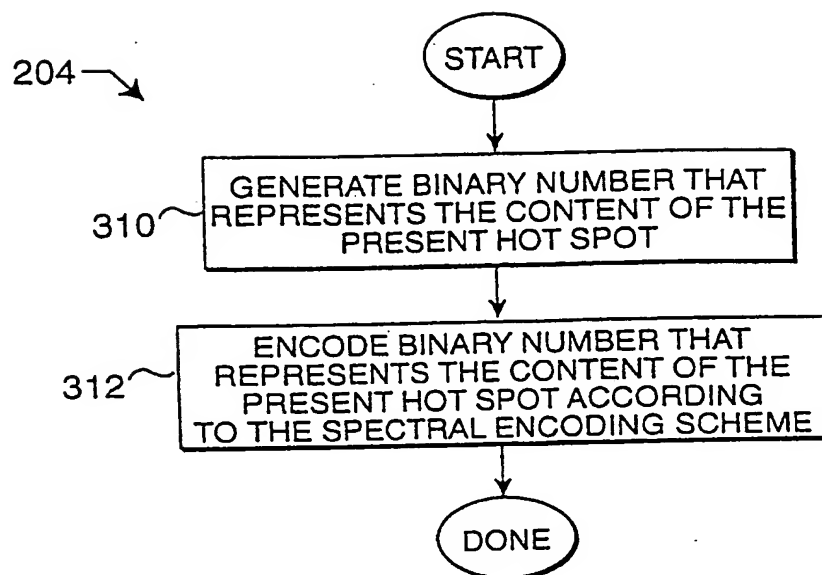 204
START
310
GENERATE BINARY NUMBER THAT
REPRESENTS THE CONTENT OF THE
PRESENT HOT SPOT.
312
ENCODE BINARY NUMBER THAT
REPRESENTS THE CONTENT OF THE
PRESENT HOT SPOT ACCORDING
TO THE SPECTRAL ENCODING SCHEME
DONE